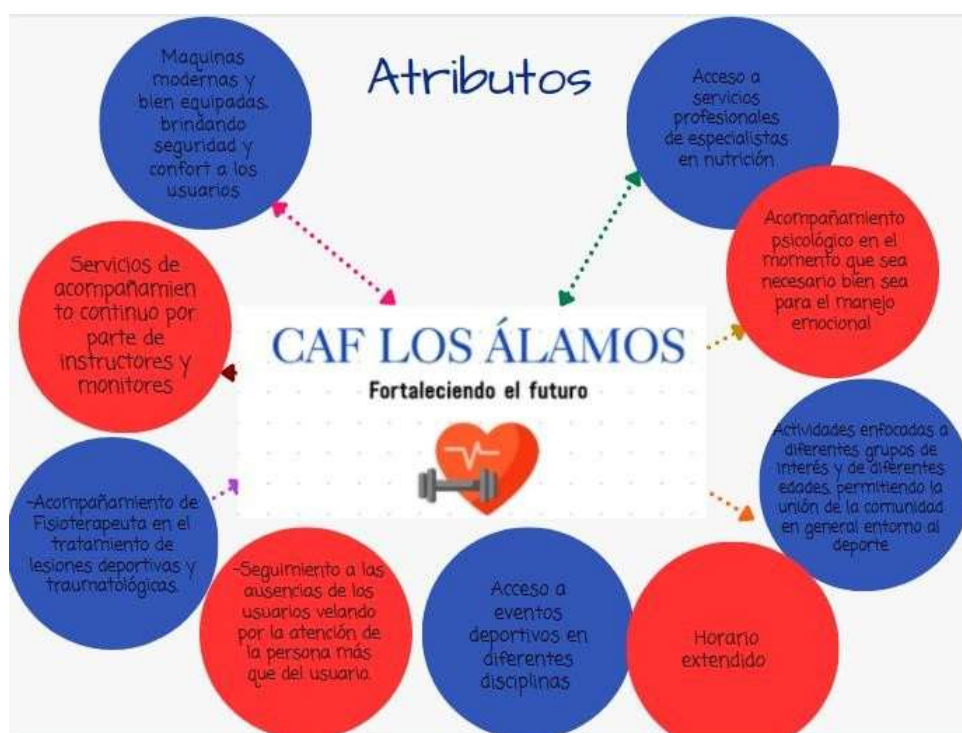 Atributos
Maquinas
modernas y
bien equipadas,
brindando
seguridad y
confort a los
usuarios
Acceso a
servicios
profesionales
de especialistas
en nutrición
Servicios de
acompañamien
to continuo por
parte de
instructores y
monitores
Acompañamiento
psicológico en el
momento que sea
necesario bien sea
para el manejo
emocional
CAF LOS ÁLAMOS
Fortaleciendo el futuro
-Acompañamiento de
Fisioterapeuta en el
tratamiento de
lesiones deportivas y
traumatológicas.
Actividades enfocadas a
diferentes grupos de
interés y de diferentes
edades, permitiendo la
unión de la comunidad
en general entorno al
deporte
-Seguimiento a las
ausencias de los
usuarios velando
por la atención de
la persona más
que del usuario.
Acceso a
eventos
deportivos en
diferentes
disciplinas
Horario
extendido